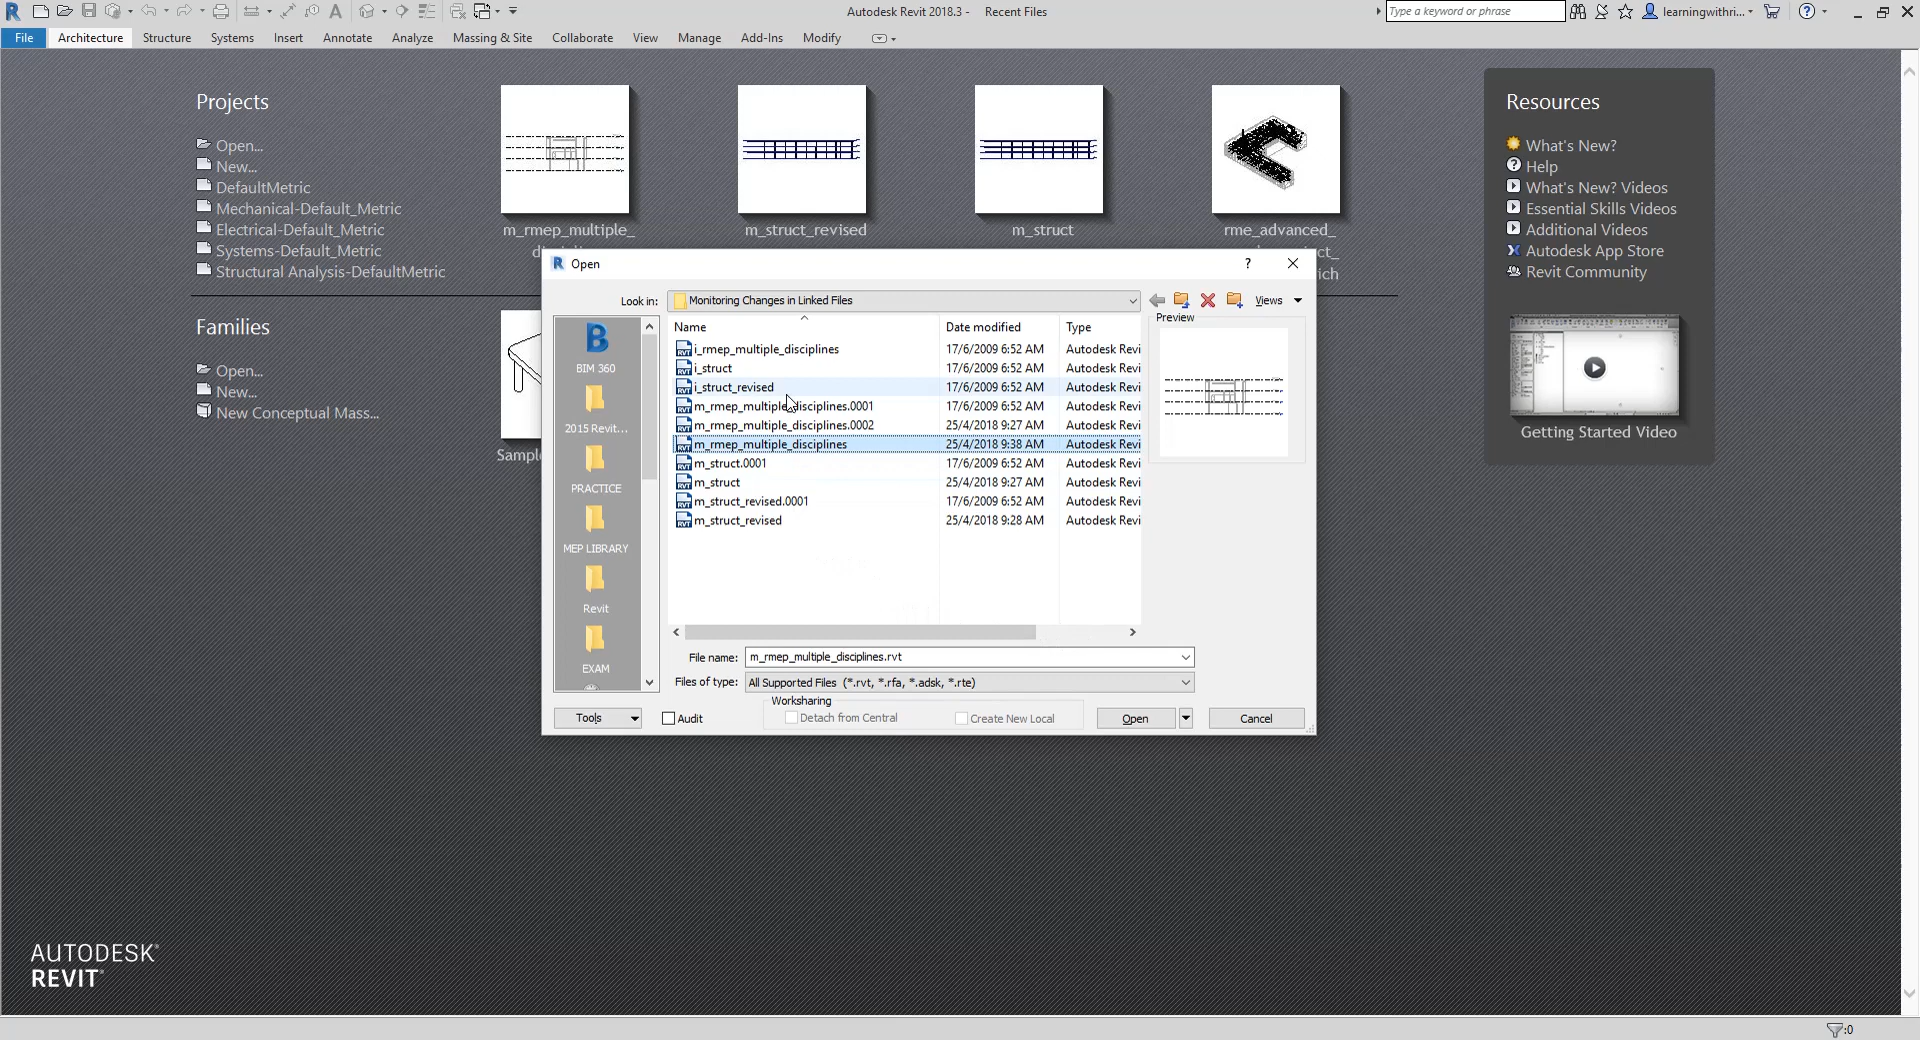 Autodesk Revit 2018.3 - Recent Files
Type a keyword or phrase
learningwithri...
File Architecture Structure Systems Insert Annotate Analyze Massing & Site Collaborate View Manage Add-Ins Modify
Projects
Open...
New...
DefaultMetric
Mechanical-Default_Metric
Electrical-Default_Metric
Systems-Default_Metric
Structural Analysis-DefaultMetric
m_rmep_multiple_
m_struct_revised
m_struct
rme_advanced_
ct_
ich
Resources
What's New?
Help
What's New? Videos
Essential Skills Videos
Additional Videos
Autodesk App Store
Revit Community
Getting Started Video
Families
Open...
New...
New Conceptual Mass...
Sampl
Open
Look in: Monitoring Changes in Linked Files
Views
BIM 360
2015 Revit...
PRACTICE
MEP LIBRARY
Revit
EXAM
Name Date modified Type
i_rmep_multiple_disciplines 17/6/2009 6:52 AM Autodesk Revi
i_struct 17/6/2009 6:52 AM Autodesk Revi
i_struct_revised 17/6/2009 6:52 AM Autodesk Revi
m_rmep_multiple_disciplines.0001 17/6/2009 6:52 AM Autodesk Revi
m_rmep_multiple_disciplines.0002 25/4/2018 9:27 AM Autodesk Revi
m_rmep_multiple_disciplines 25/4/2018 9:38 AM Autodesk Revi
m_struct.0001 17/6/2009 6:52 AM Autodesk Revi
m_struct 25/4/2018 9:27 AM Autodesk Revi
m_struct_revised.0001 17/6/2009 6:52 AM Autodesk Revi
m_struct_revised 25/4/2018 9:28 AM Autodesk Revi
Preview
File name: m_rmep_multiple_disciplines.rvt
Files of type: All Supported Files (*.rvt, *.rfa, *.adsk, *.rte)
Worksharing
Tools Audit Detach from Central Create New Local Open Cancel
AUTODESK®
REVIT®
:0